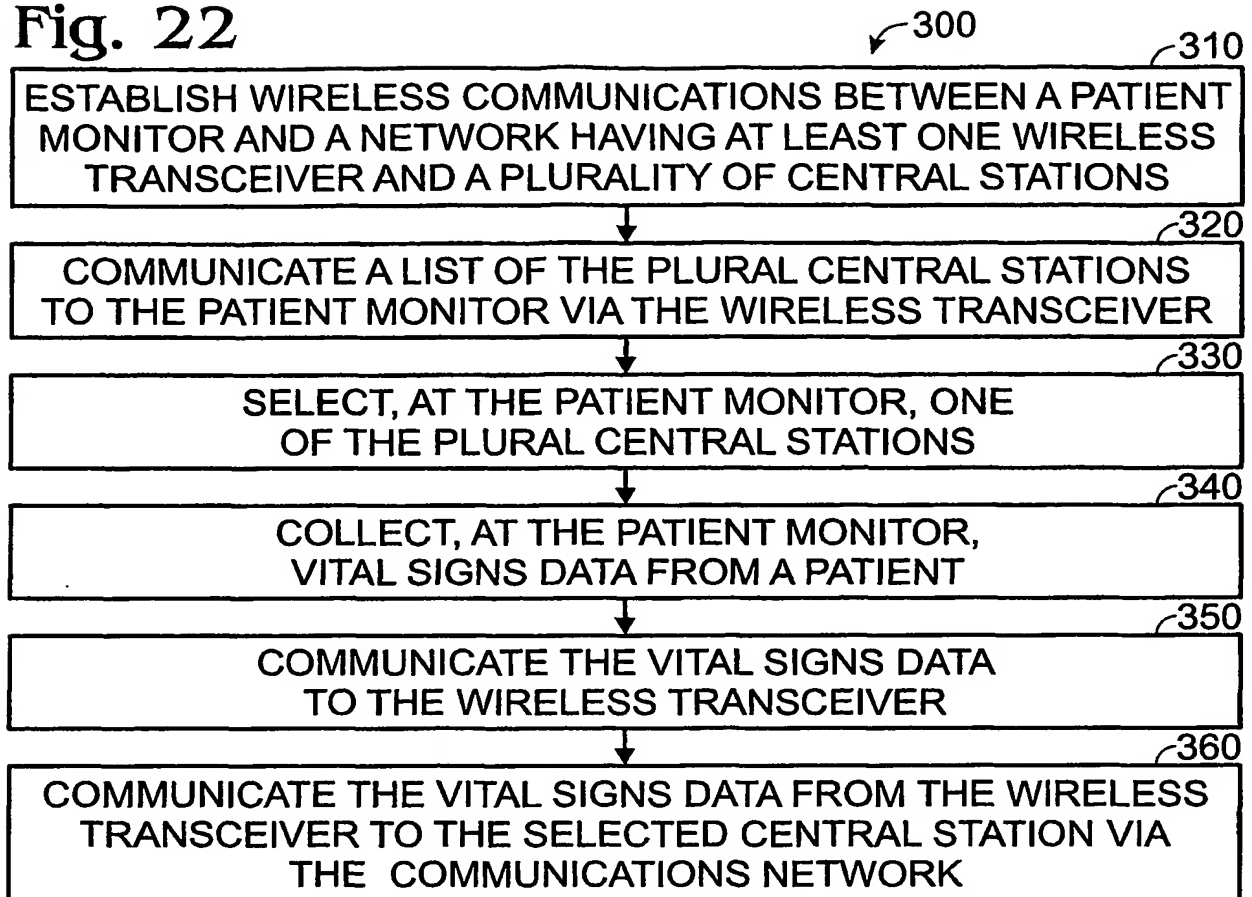 Fig. 22
300
310
ESTABLISH WIRELESS COMMUNICATIONS BETWEEN A PATIENT
MONITOR AND A NETWORK HAVING AT LEAST ONE WIRELESS
TRANSCEIVER AND A PLURALITY OF CENTRAL STATIONS
320
COMMUNICATE A LIST OF THE PLURAL CENTRAL STATIONS
TO THE PATIENT MONITOR VIA THE WIRELESS TRANSCEIVER
330
SELECT, AT THE PATIENT MONITOR, ONE
OF THE PLURAL CENTRAL STATIONS
340
COLLECT, AT THE PATIENT MONITOR,
VITAL SIGNS DATA FROM A PATIENT
350
COMMUNICATE THE VITAL SIGNS DATA
TO THE WIRELESS TRANSCEIVER
360
COMMUNICATE THE VITAL SIGNS DATA FROM THE WIRELESS
TRANSCEIVER TO THE SELECTED CENTRAL STATION VIA
THE COMMUNICATIONS NETWORK